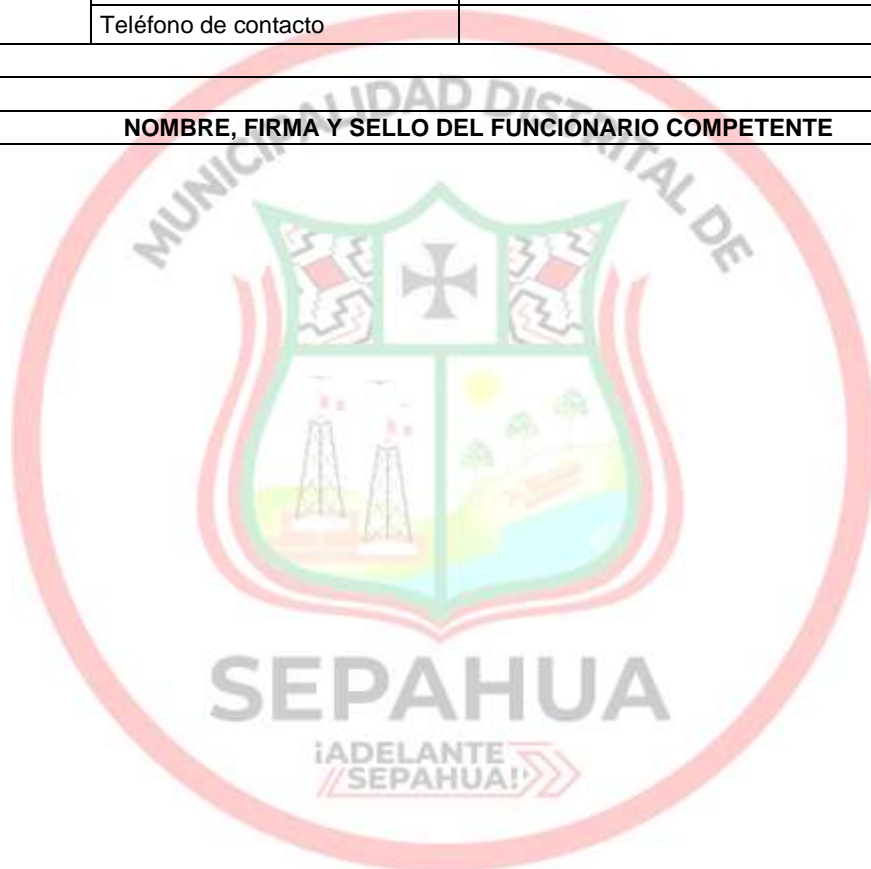 Teléfono de contacto
NOMBRE, FIRMA Y SELLO DEL FUNCIONARIO COMPETENTE
MUNICIPALIDAD DISTRITAL DE
SEPAHUA
¡ADELANTE
SEPAHUA!